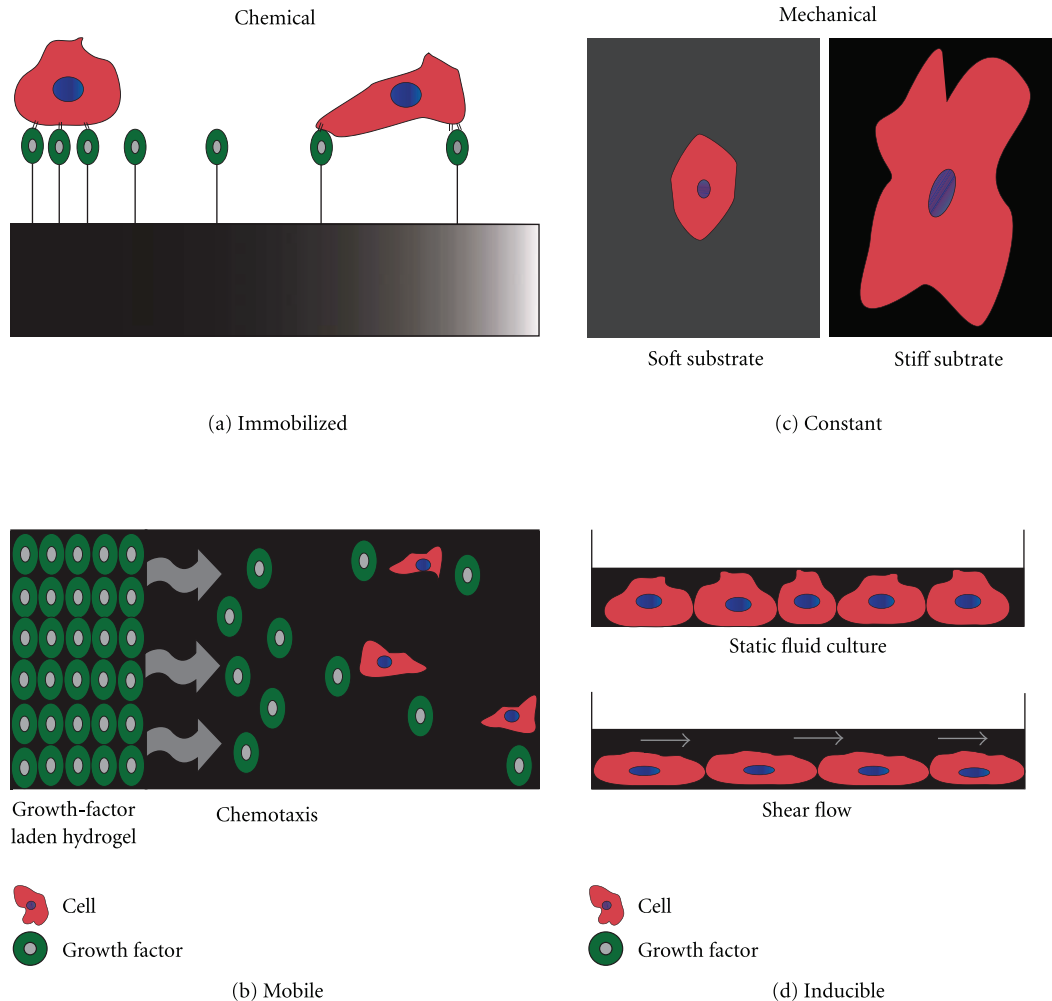 Chemical
(a) Immobilized
Growth-factor
laden hydrogel
Chemotaxis
Cell
Growth factor
(b) Mobile
Mechanical
Soft substrate
Stiff subtrate
(c) Constant
Static fluid culture
Shear flow
Cell
Growth factor
(d) Inducible